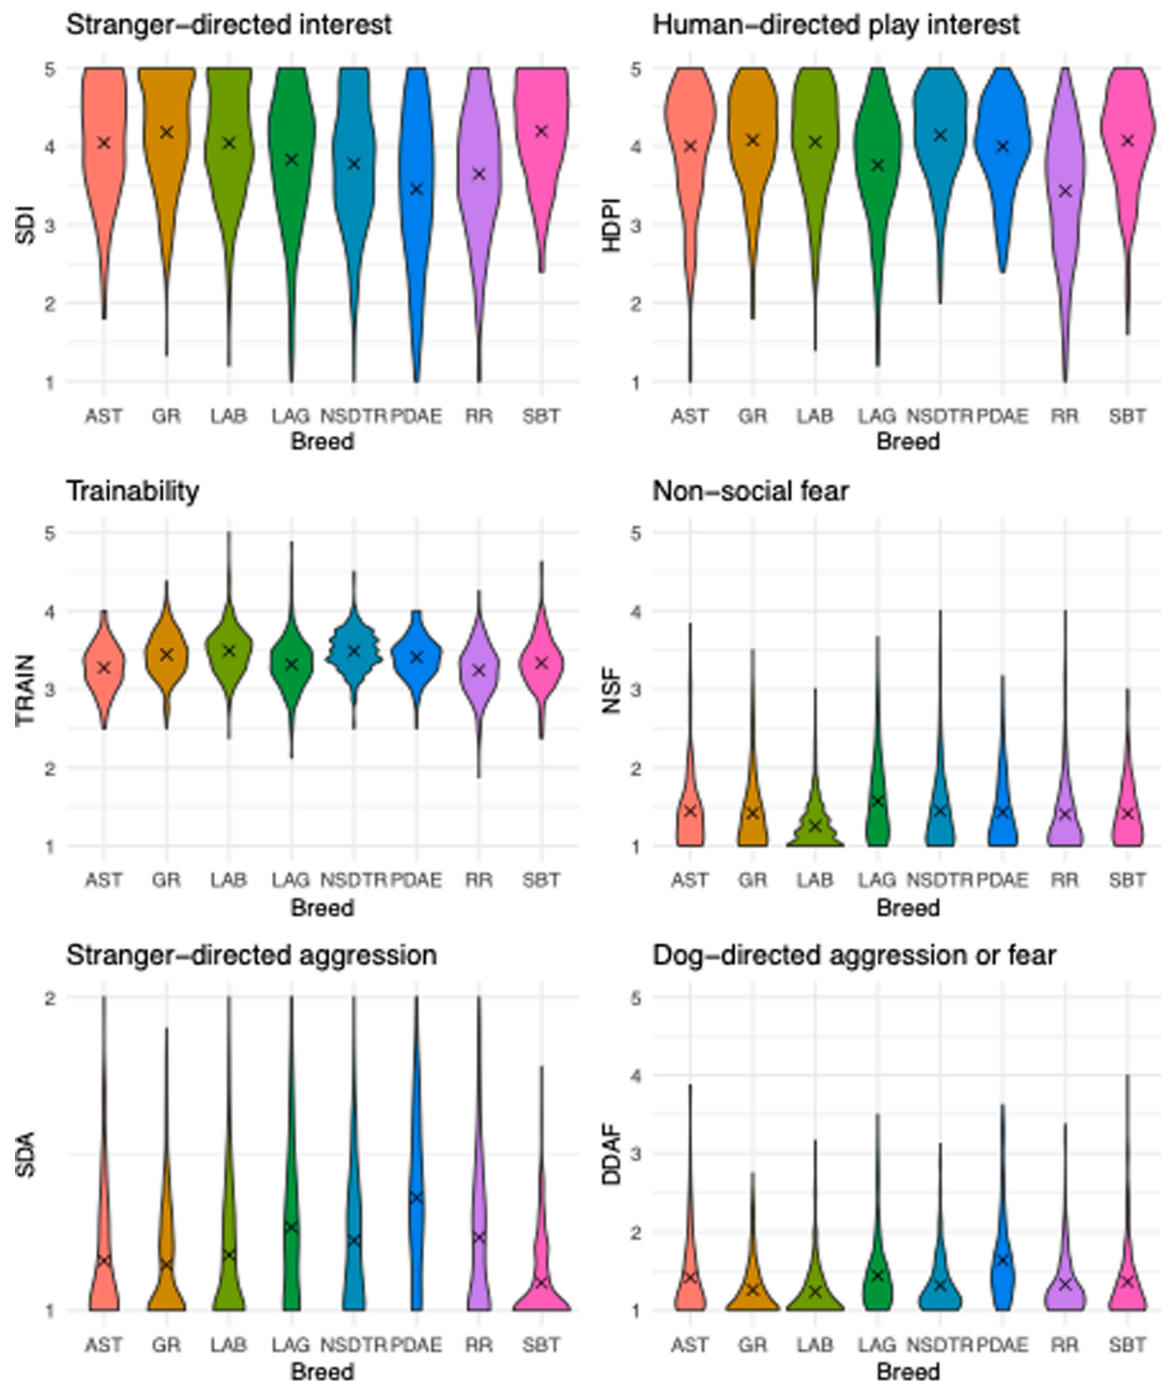 Stranger–directed interest
Human–directed play interest
SDI
5
4
3
2
1
AST GR LAB LAG NSDTR PDAE RR SBT
Breed
HDPI
5
4
3
2
1
AST GR LAB LAG NSDTR PDAE RR SBT
Breed
Trainability
Non–social fear
TRAIN
5
4
3
2
1
AST GR LAB LAG NSDTR PDAE RR SBT
Breed
NSF
5
4
3
2
1
AST GR LAB LAG NSDTR PDAE RR SBT
Breed
Stranger–directed aggression
Dog–directed aggression or fear
SDA
2
1
AST GR LAB LAG NSDTR PDAE RR SBT
Breed
DDAF
5
4
3
2
1
AST GR LAB LAG NSDTR PDAE RR SBT
Breed